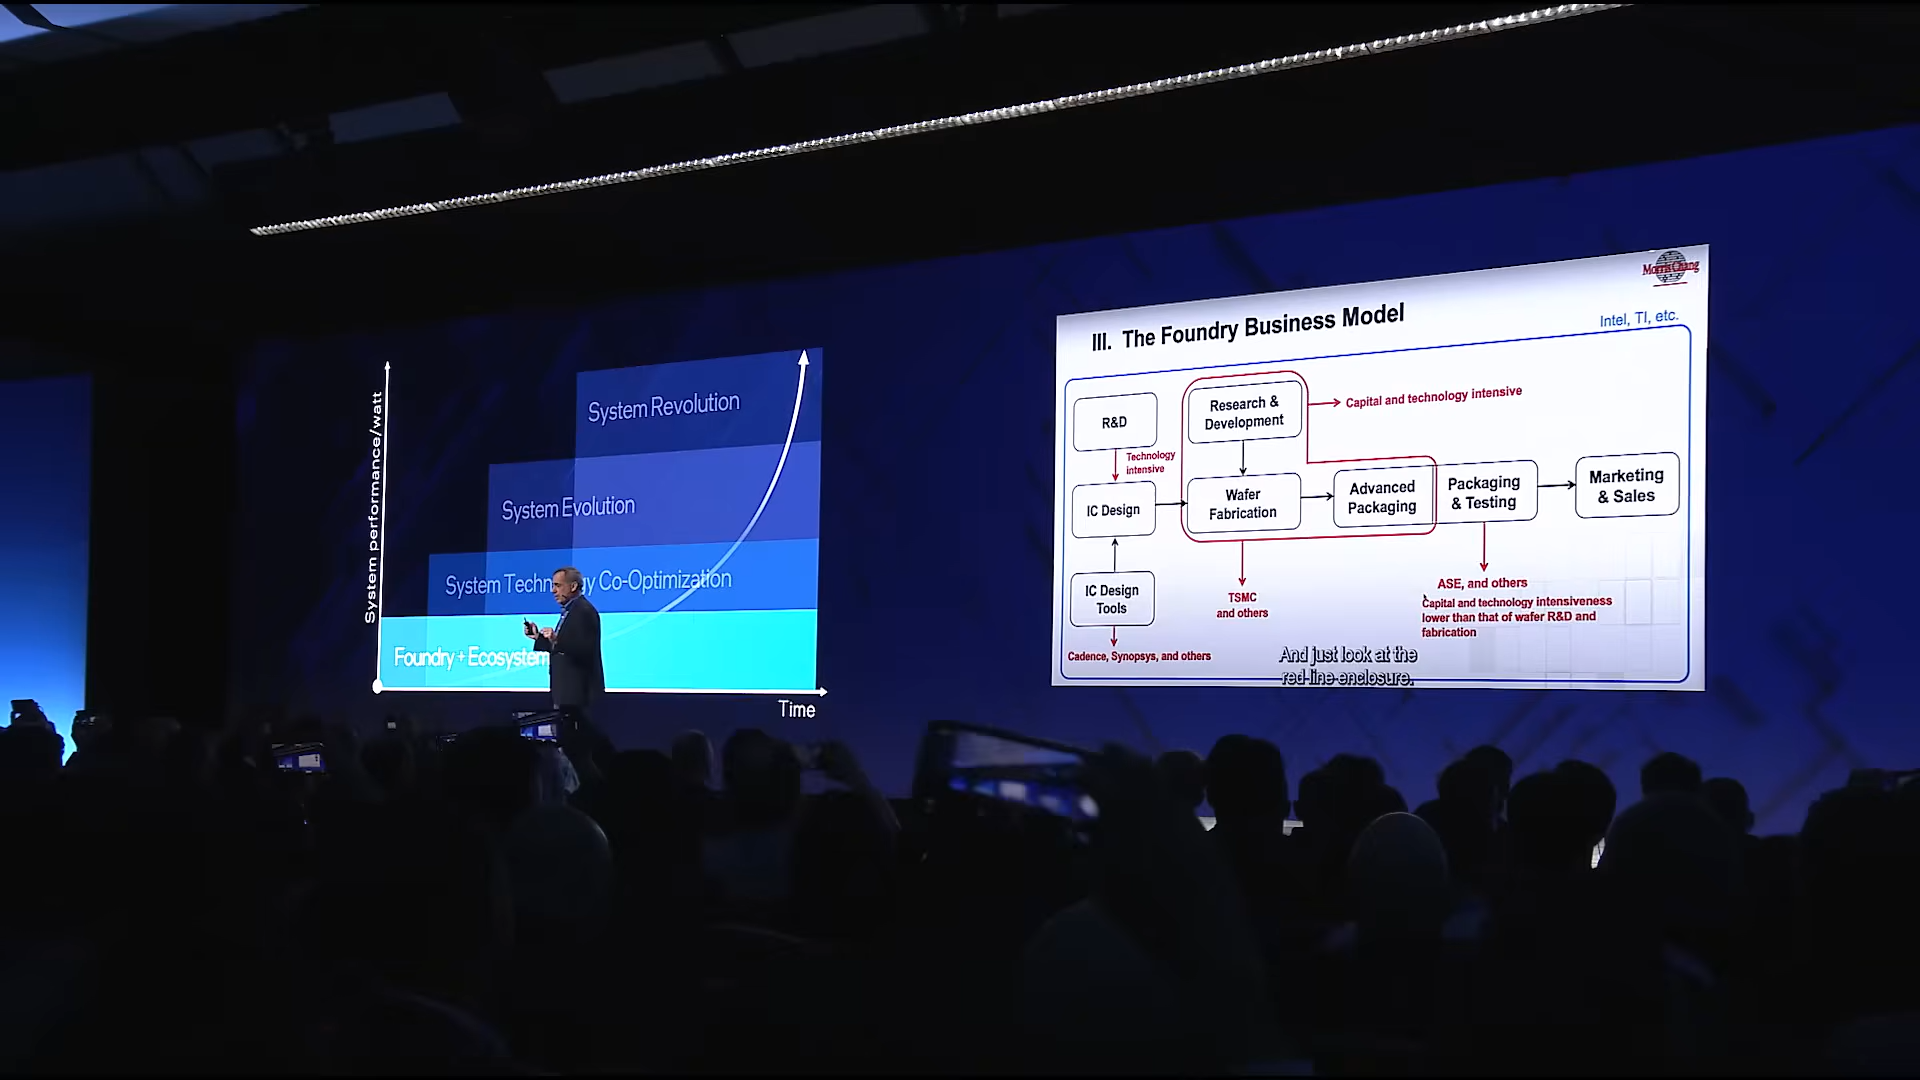 System performance/watt
System Revolution
System Evolution
System Technology Co-Optimization
Foundry + Ecosystem
Time
Morris Chang
III. The Foundry Business Model
Intel, TI, etc.
R&D
Research &
Development
Capital and technology intensive
Technology
intensive
IC Design
Wafer
Fabrication
Advanced
Packaging
Packaging
& Testing
Marketing
& Sales
IC Design
Tools
TSMC
and others
ASE, and others
Capital and technology intensiveness
lower than that of wafer R&D and
fabrication
Cadence, Synopsys, and others
And just look at the
red-line enclosure.